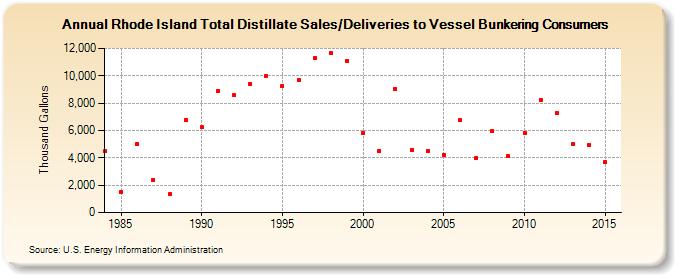 Annual Rhode Island Total Distillate Sales/Deliveries to Vessel Bunkering Consumers
Thousand Gallons
12,000
10,000
8,000
6,000
4,000
2,000
0
1985 1990 1995 2000 2005 2010 2015
Source: U.S. Energy Information Administration